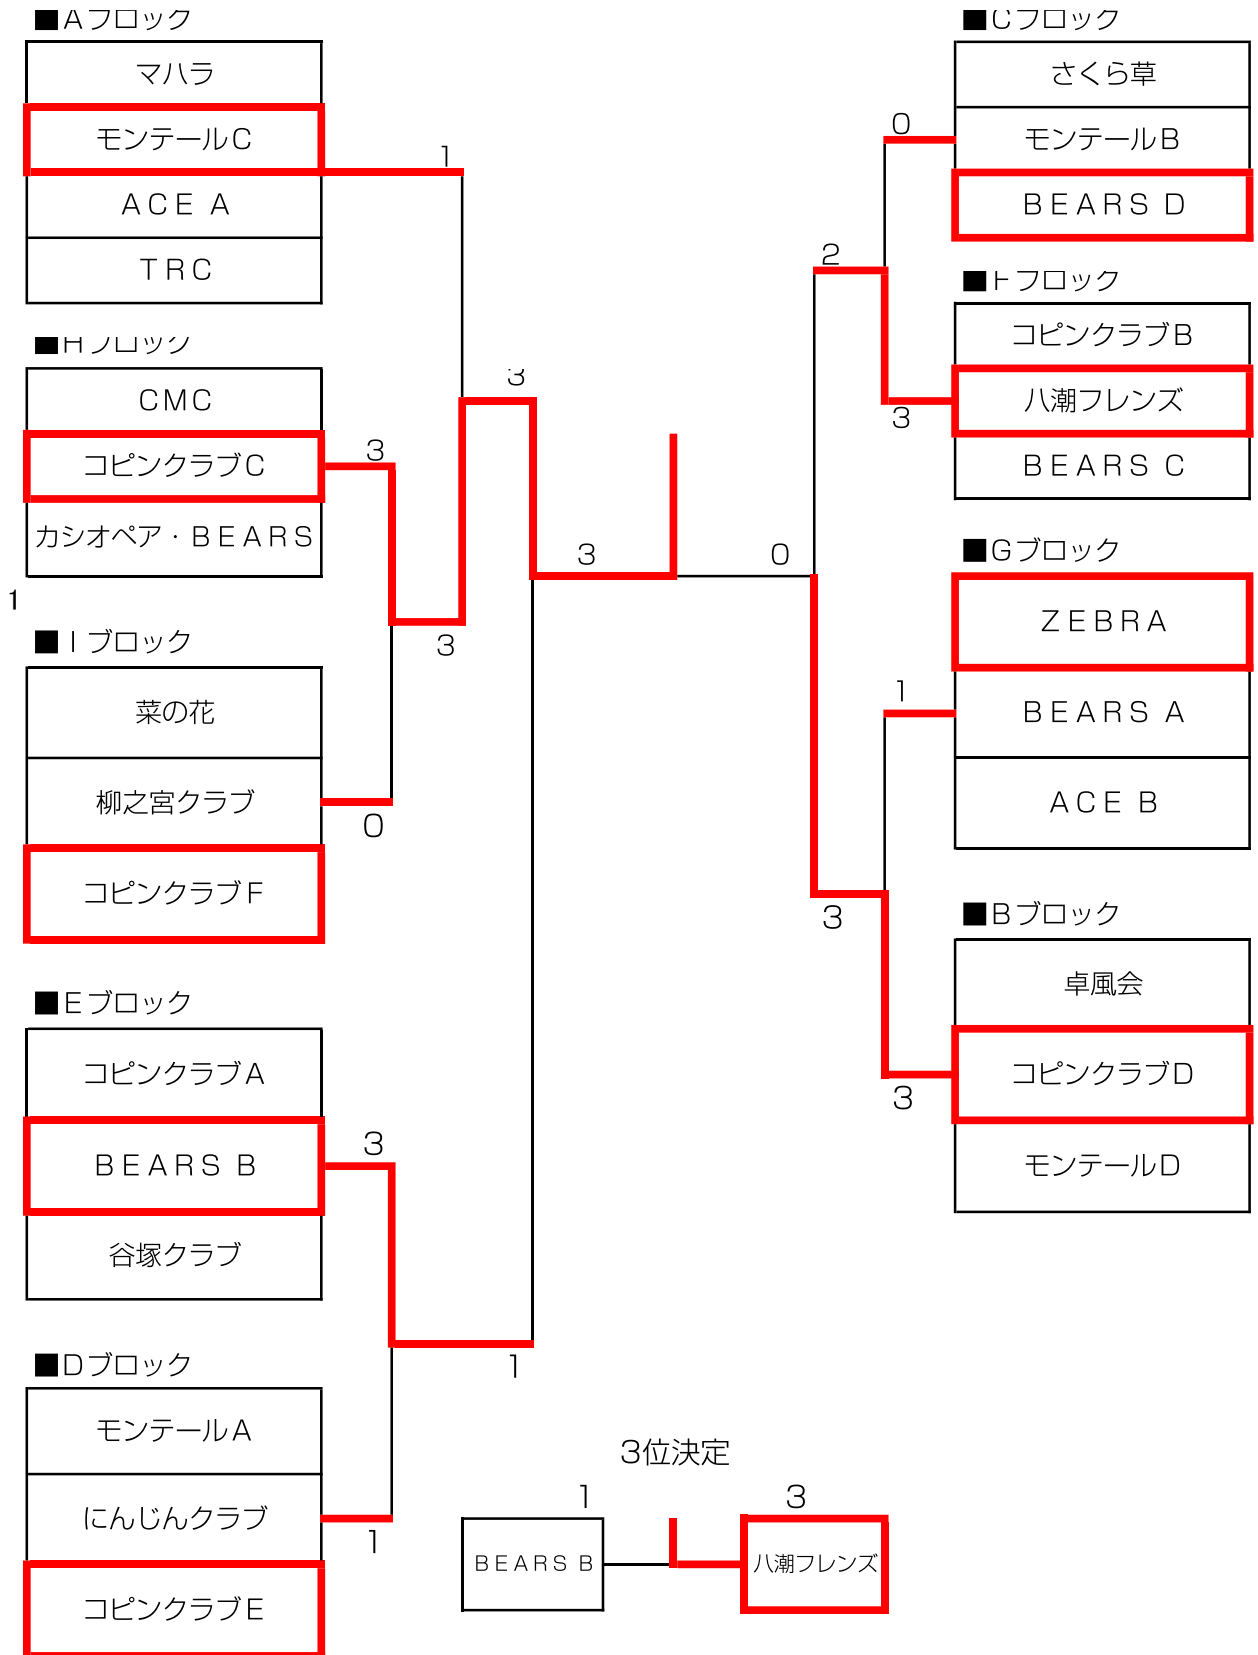 ■Aブロック
マハラ
モンテールC
ACE A
TRC
1
■Hブロック
CMC
コピンクラブC
カシオペア・BEARS
3
3
3
1
■Iブロック
菜の花
柳之宮クラブ
コピンクラブF
0
■Eブロック
コピンクラブA
BEARS B
谷塚クラブ
3
1
■Dブロック
モンテールA
にんじんクラブ
コピンクラブE
1
3
0
■Cブロック
さくら草
モンテールB
BEARS D
0
2
■Fブロック
コピンクラブB
八潮フレンズ
BEARS C
3
■Gブロック
ZEBRA
BEARS A
ACE B
1
3
■Bブロック
卓風会
コピンクラブD
モンテールD
3
3位決定
1
3
BEARS B
八潮フレンズ